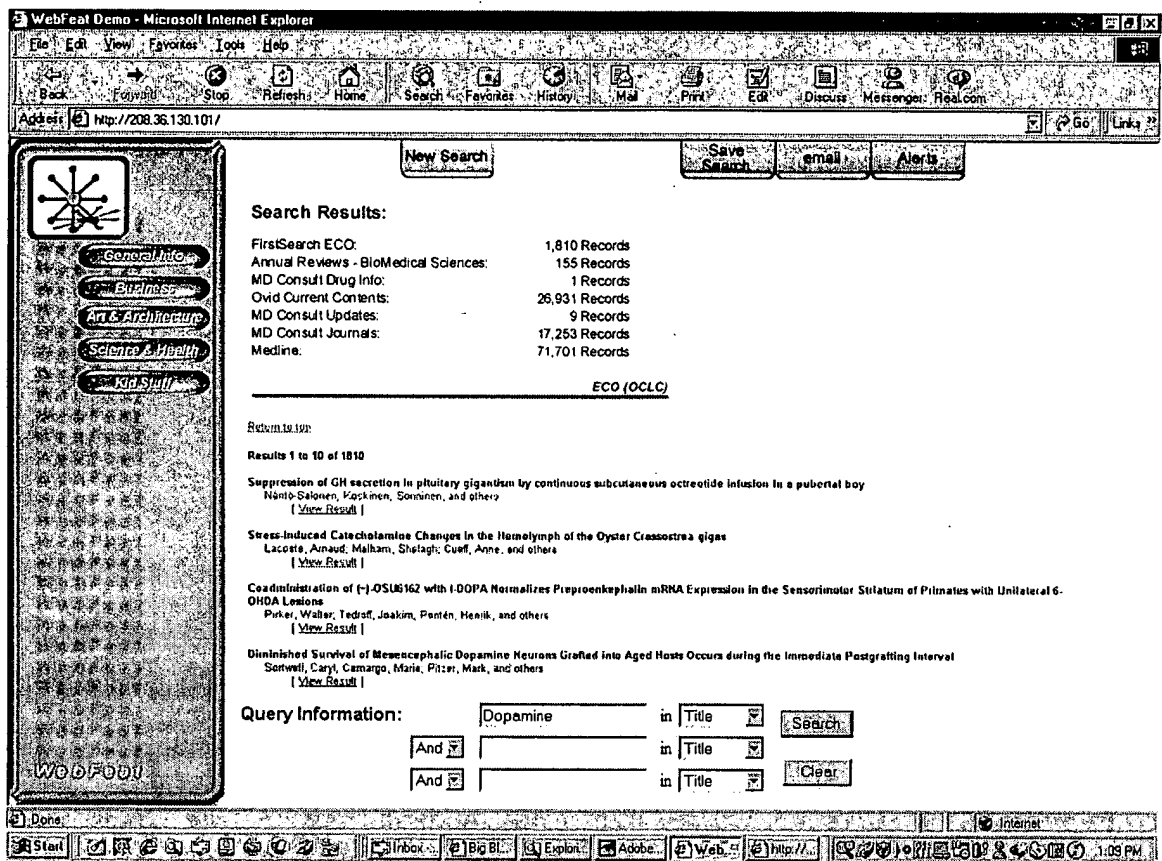 WebFeat Demo - Microsoft Internet Explorer
File Edit View Favorites Tools Help
Back Forward Stop Refresh Home Search Favorites History Mail Print Edit Discuss Messenger Real.com
Address http://208.36.130.101/ Go Links »
New Search Save Search email Alerts
General Info
Business
Art & Architecture
Science & Health
Kid Stuff
WebFeat
Search Results:
FirstSearch ECO: 1,810 Records
Annual Reviews - BioMedical Sciences: 155 Records
MD Consult Drug Info: 1 Records
Ovid Current Contents: 26,931 Records
MD Consult Updates: 9 Records
MD Consult Journals: 17,253 Records
Medline: 71,701 Records
ECO (OCLC)
Return to top
Results 1 to 10 of 1810
Suppression of GH secretion in pituitary gigantism by continuous subcutaneous octreotide infusion in a pubertal boy
Näntö-Salonen, Koskinen, Sonninen, and others
[ View Result ]
Stress-Induced Catecholamine Changes in the Hemolymph of the Oyster Crassostrea gigas
Lacoste, Arnaud; Malham, Shelagh; Cueff, Anne, and others
[ View Result ]
Coadministration of (-)-OSU6162 with l-DOPA Normalizes Preproenkephalin mRNA Expression in the Sensorimotor Striatum of Primates with Unilateral 6-
OHDA Lesions
Pirker, Walter; Tedroff, Joakim; Pontén, Henrik, and others
[ View Result ]
Diminished Survival of Mesencephalic Dopamine Neurons Grafted into Aged Hosts Occurs during the Immediate Postgrafting Interval
Sortwell, Caryl; Camargo, Maria; Pitzer, Mark, and others
[ View Result ]
Query Information: Dopamine in Title Search
And in Title
And in Title Clear
Done Internet
Start Inbox -... Big Bl... Explori... Adobe... Web... http://... 1:09 PM